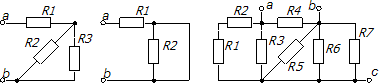 a R1 R2 R3 b
a R1 R2 b
R2 a R4 b R1 R3 R5 R6 R7 c